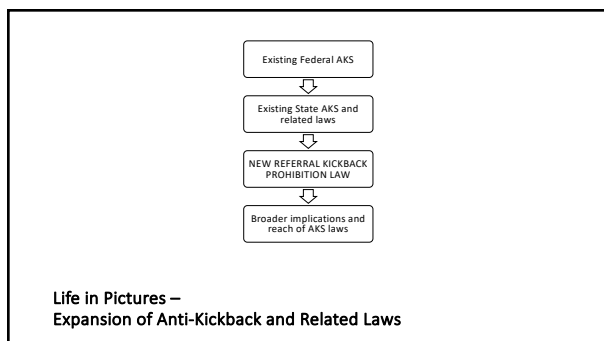 Existing Federal AKS
Existing State AKS and
related laws
NEW REFERRAL KICKBACK
PROHIBITION LAW
Broader implications and
reach of AKS laws
Life in Pictures –
Expansion of Anti-Kickback and Related Laws